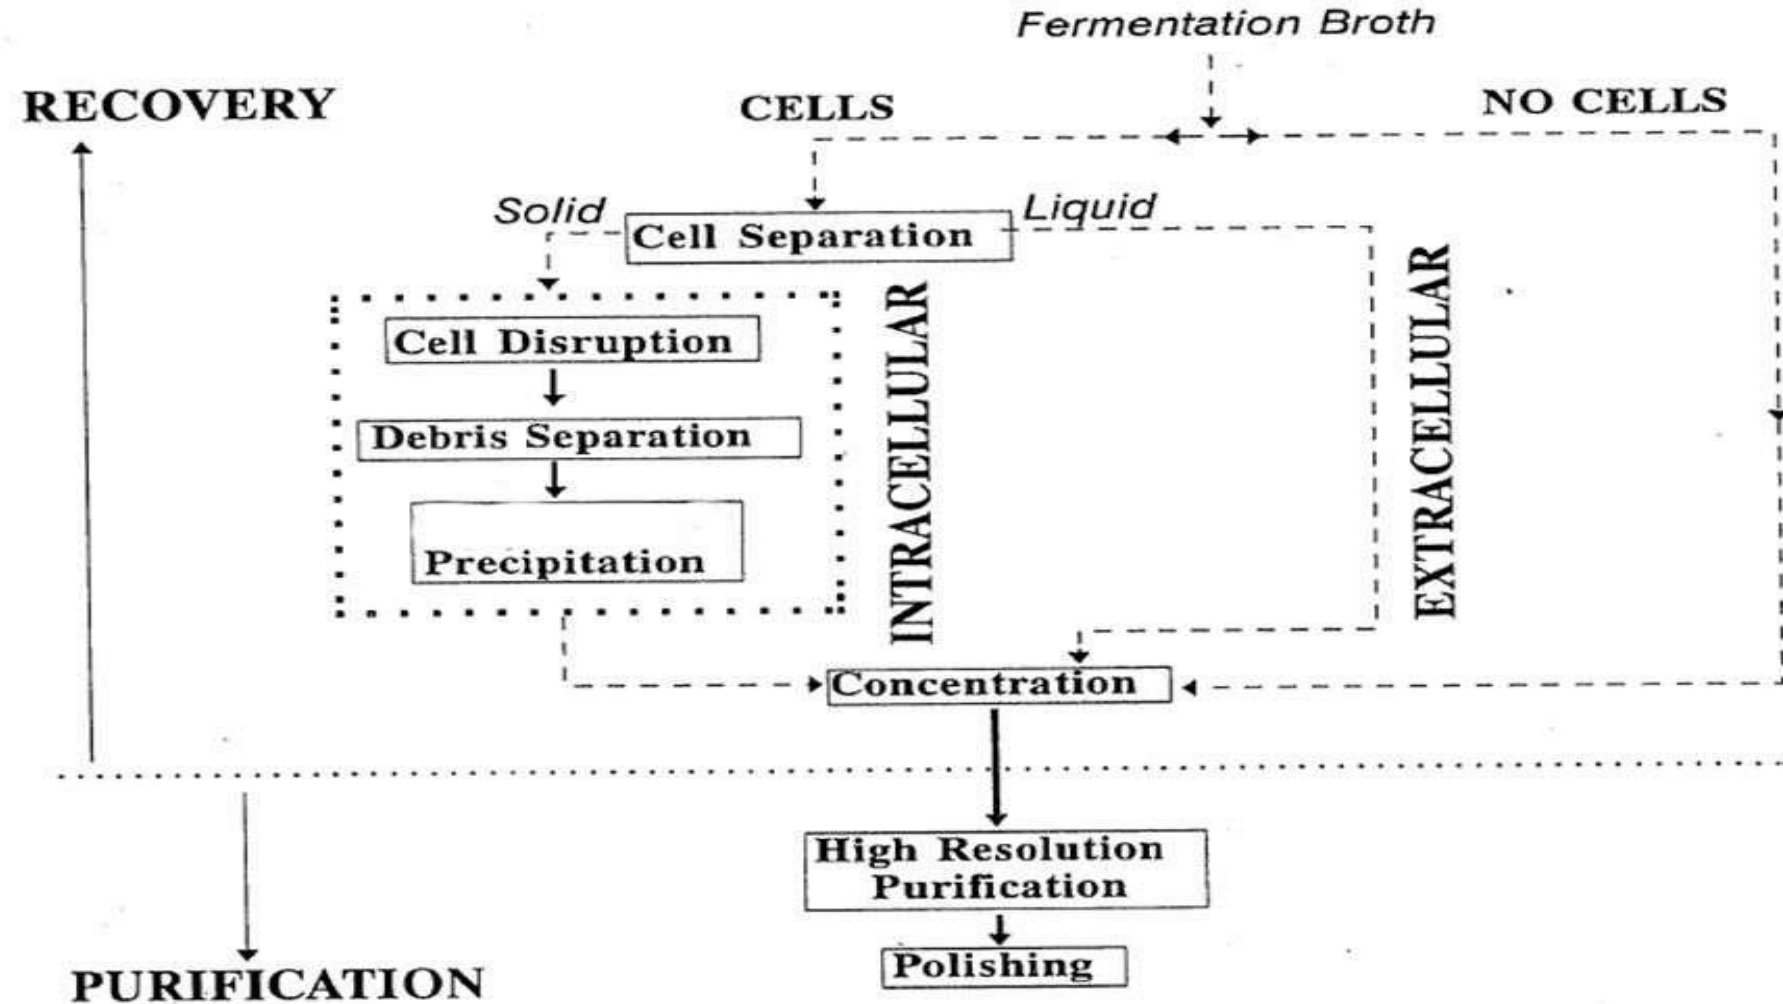 Fermentation Broth
RECOVERY
CELLS
NO CELLS
Solid
Liquid
Cell Separation
Cell Disruption
Debris Separation
Precipitation
INTRACELLULAR
EXTRACELLULAR
Concentration
High Resolution
Purification
Polishing
PURIFICATION